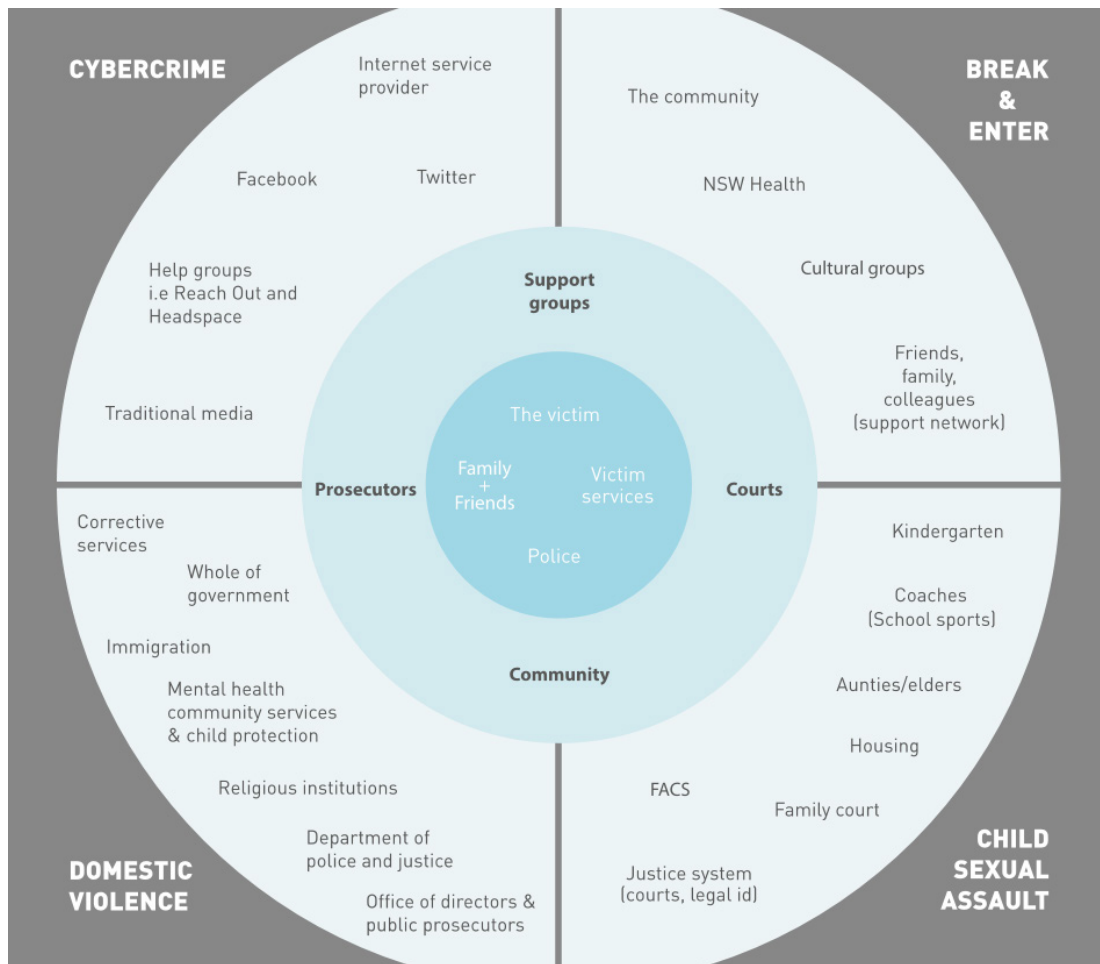 CYBERCRIME
Internet service
provider
Facebook
Twitter
Help groups
i.e Reach Out and
Headspace
Traditional media
BREAK
&
ENTER
The community
NSW Health
Cultural groups
Friends,
family,
colleagues
(support network)
Support
groups
Prosecutors
Courts
Community
The victim
Family
+
Friends
Victim
services
Police
Corrective
services
Whole of
government
Immigration
Mental health
community services
& child protection
Religious institutions
Department of
police and justice
Office of directors &
public prosecutors
DOMESTIC
VIOLENCE
Kindergarten
Coaches
(School sports)
Aunties/elders
Housing
FACS
Family court
Justice system
(courts, legal id)
CHILD
SEXUAL
ASSAULT